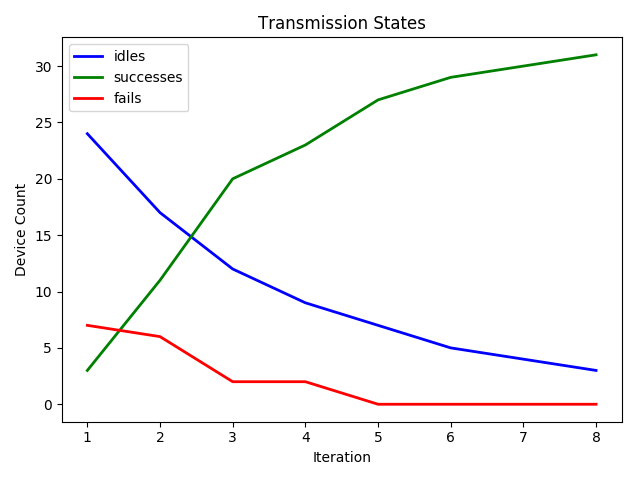 Transmission States
idles
successes
fails
Device Count
30
25
20
15
10
5
0
1 2 3 4 5 6 7 8
Iteration